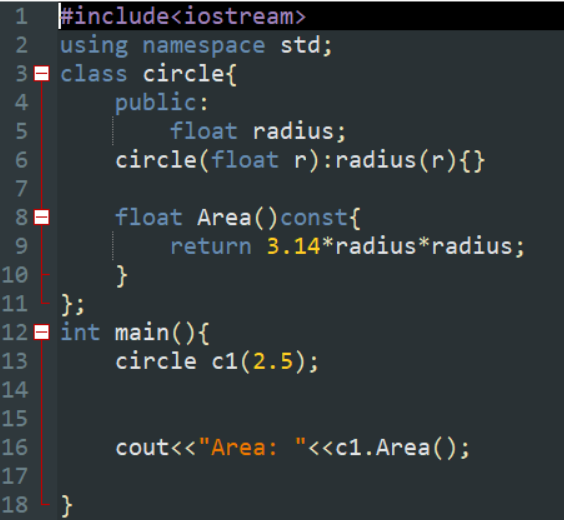 1 #include<iostream>
2 using namespace std;
3 class circle{
4 public:
5 float radius;
6 circle(float r):radius(r){}
7
8 float Area()const{
9 return 3.14*radius*radius;
10 }
11 };
12 int main(){
13 circle c1(2.5);
14
15
16 cout<<"Area: "<<c1.Area();
17
18 }